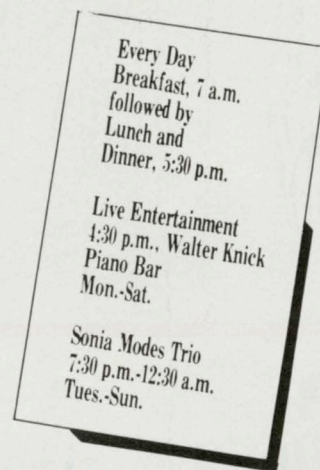 Every Day
Breakfast, 7 a.m.
followed by
Lunch and
Dinner, 5:30 p.m.
Live Entertainment
4:30 p.m., Walter Knick
Piano Bar
Mon.-Sat.
Sonia Modes Trio
7:30 p.m.-12:30 a.m.
Tues.-Sun.